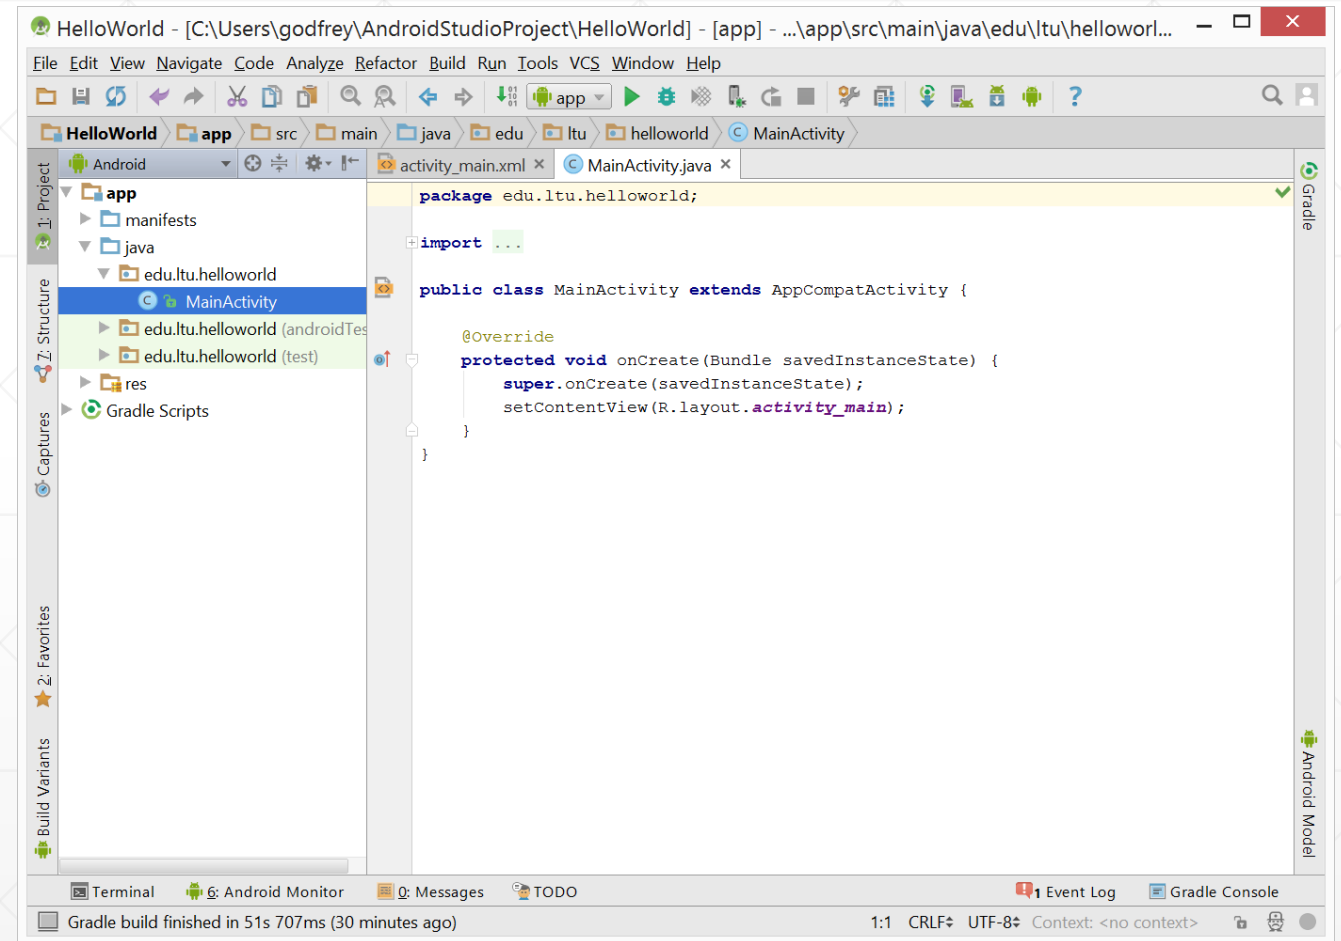 HelloWorld - [C:\Users\godfrey\AndroidStudioProject\HelloWorld] - [app] - ...\app\src\main\java\edu\ltu\helloworl...
File Edit View Navigate Code Analyze Refactor Build Run Tools VCS Window Help
app
HelloWorld app src main java edu ltu helloworld MainActivity
Android
activity_main.xml
MainActivity.java
1: Project
7: Structure
Captures
2: Favorites
Build Variants
app
manifests
java
edu.ltu.helloworld
MainActivity
edu.ltu.helloworld (androidTes
edu.ltu.helloworld (test)
res
Gradle Scripts
package edu.ltu.helloworld;
import ...
public class MainActivity extends AppCompatActivity {
@Override
protected void onCreate(Bundle savedInstanceState) {
super.onCreate(savedInstanceState);
setContentView(R.layout.activity_main);
}
}
Gradle
Android Model
Terminal 6: Android Monitor 0: Messages TODO 1 Event Log Gradle Console
Gradle build finished in 51s 707ms (30 minutes ago) 1:1 CRLF UTF-8 Context: <no context>